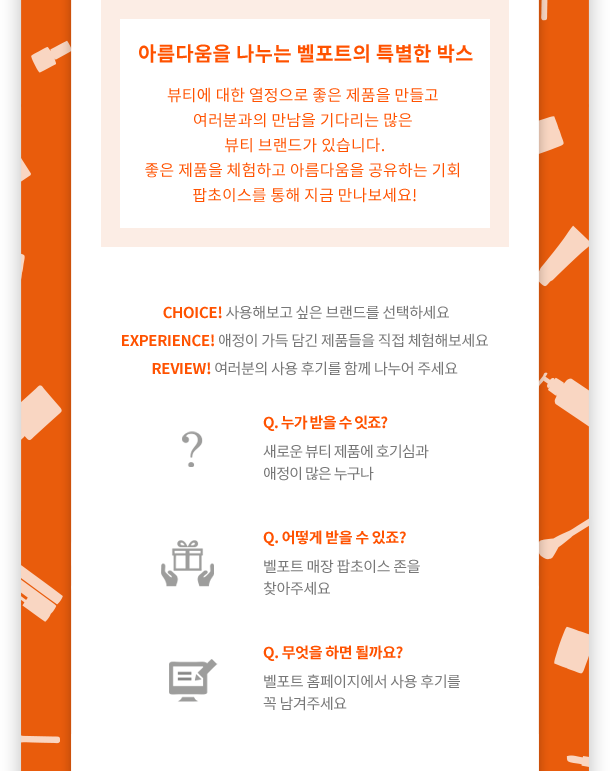 아름다움을 나누는 벨포트의 특별한 박스
뷰티에 대한 열정으로 좋은 제품을 만들고
여러분과의 만남을 기다리는 많은
뷰티 브랜드가 있습니다.
좋은 제품을 체험하고 아름다움을 공유하는 기회
팝초이스를 통해 지금 만나보세요!
CHOICE! 사용해보고 싶은 브랜드를 선택하세요
EXPERIENCE! 애정이 가득 담긴 제품들을 직접 체험해보세요
REVIEW! 여러분의 사용 후기를 함께 나누어 주세요
Q. 누가 받을 수 잇죠?
새로운 뷰티 제품에 호기심과
애정이 많은 누구나
?
Q. 어떻게 받을 수 있죠?
벨포트 매장 팝초이스 존을
찾아주세요
Q. 무엇을 하면 될까요?
벨포트 홈페이지에서 사용 후기를
꼭 남겨주세요